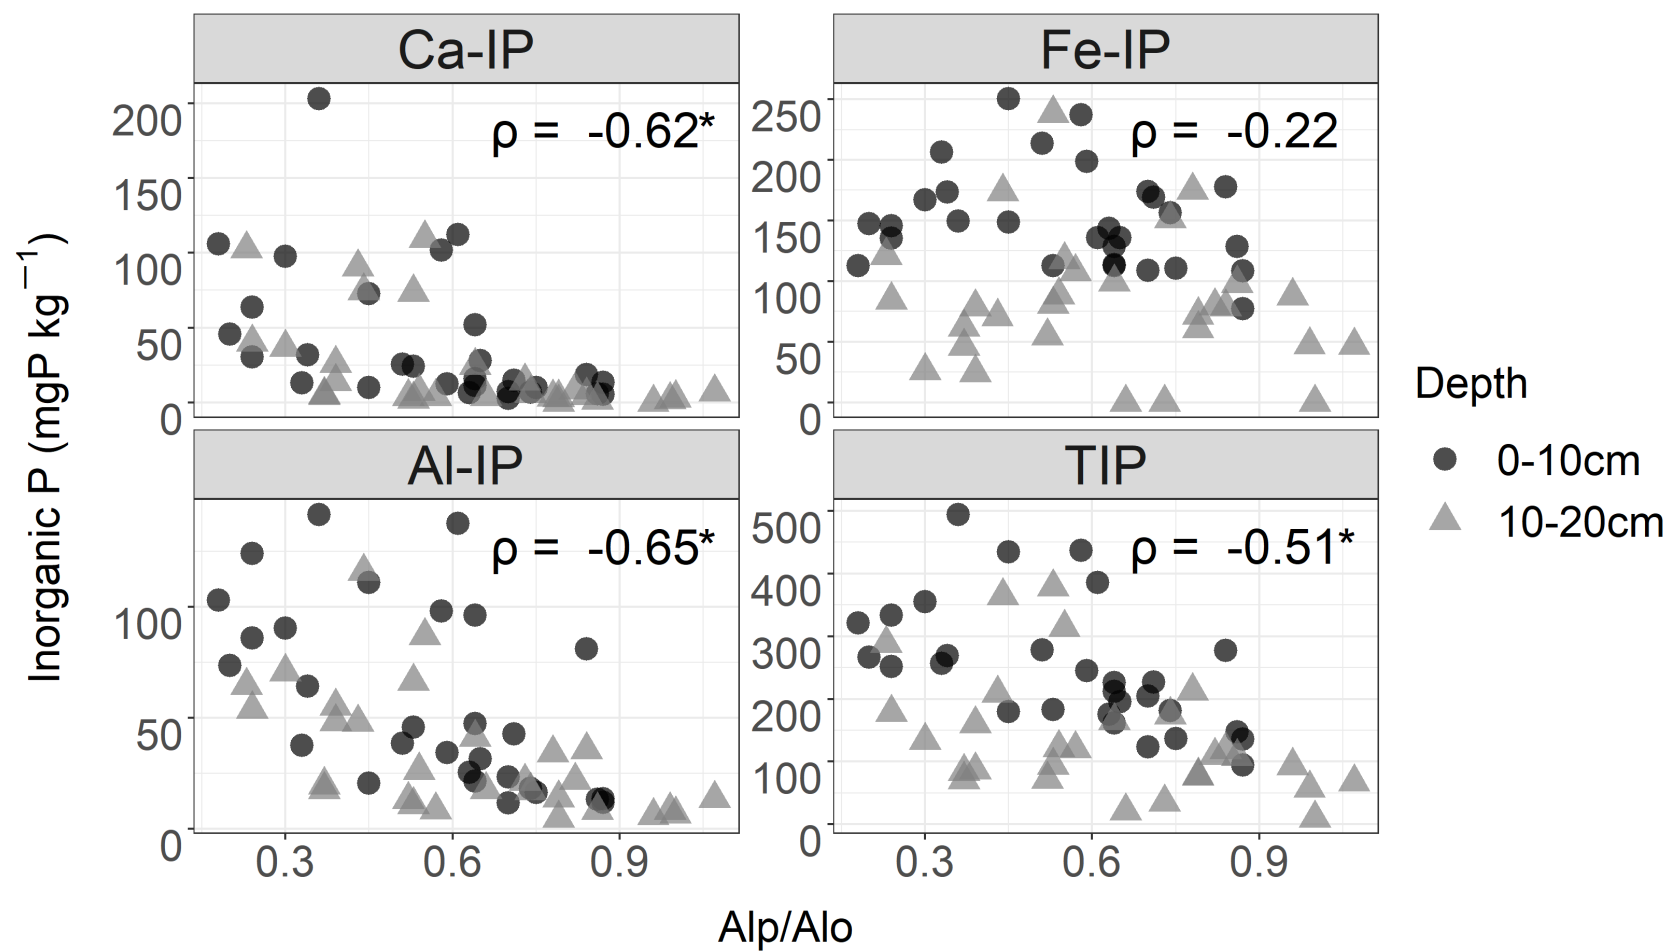 Ca-IP
Fe-IP
ρ = -0.62*
ρ = -0.22
200
150
100
50
0
250
200
150
100
50
0
Al-IP
TIP
ρ = -0.65*
ρ = -0.51*
100
50
0
500
400
300
200
100
0
0.3 0.6 0.9
0.3 0.6 0.9
Inorganic P (mgP kg⁻¹)
Alp/Alo
Depth
0-10cm
10-20cm